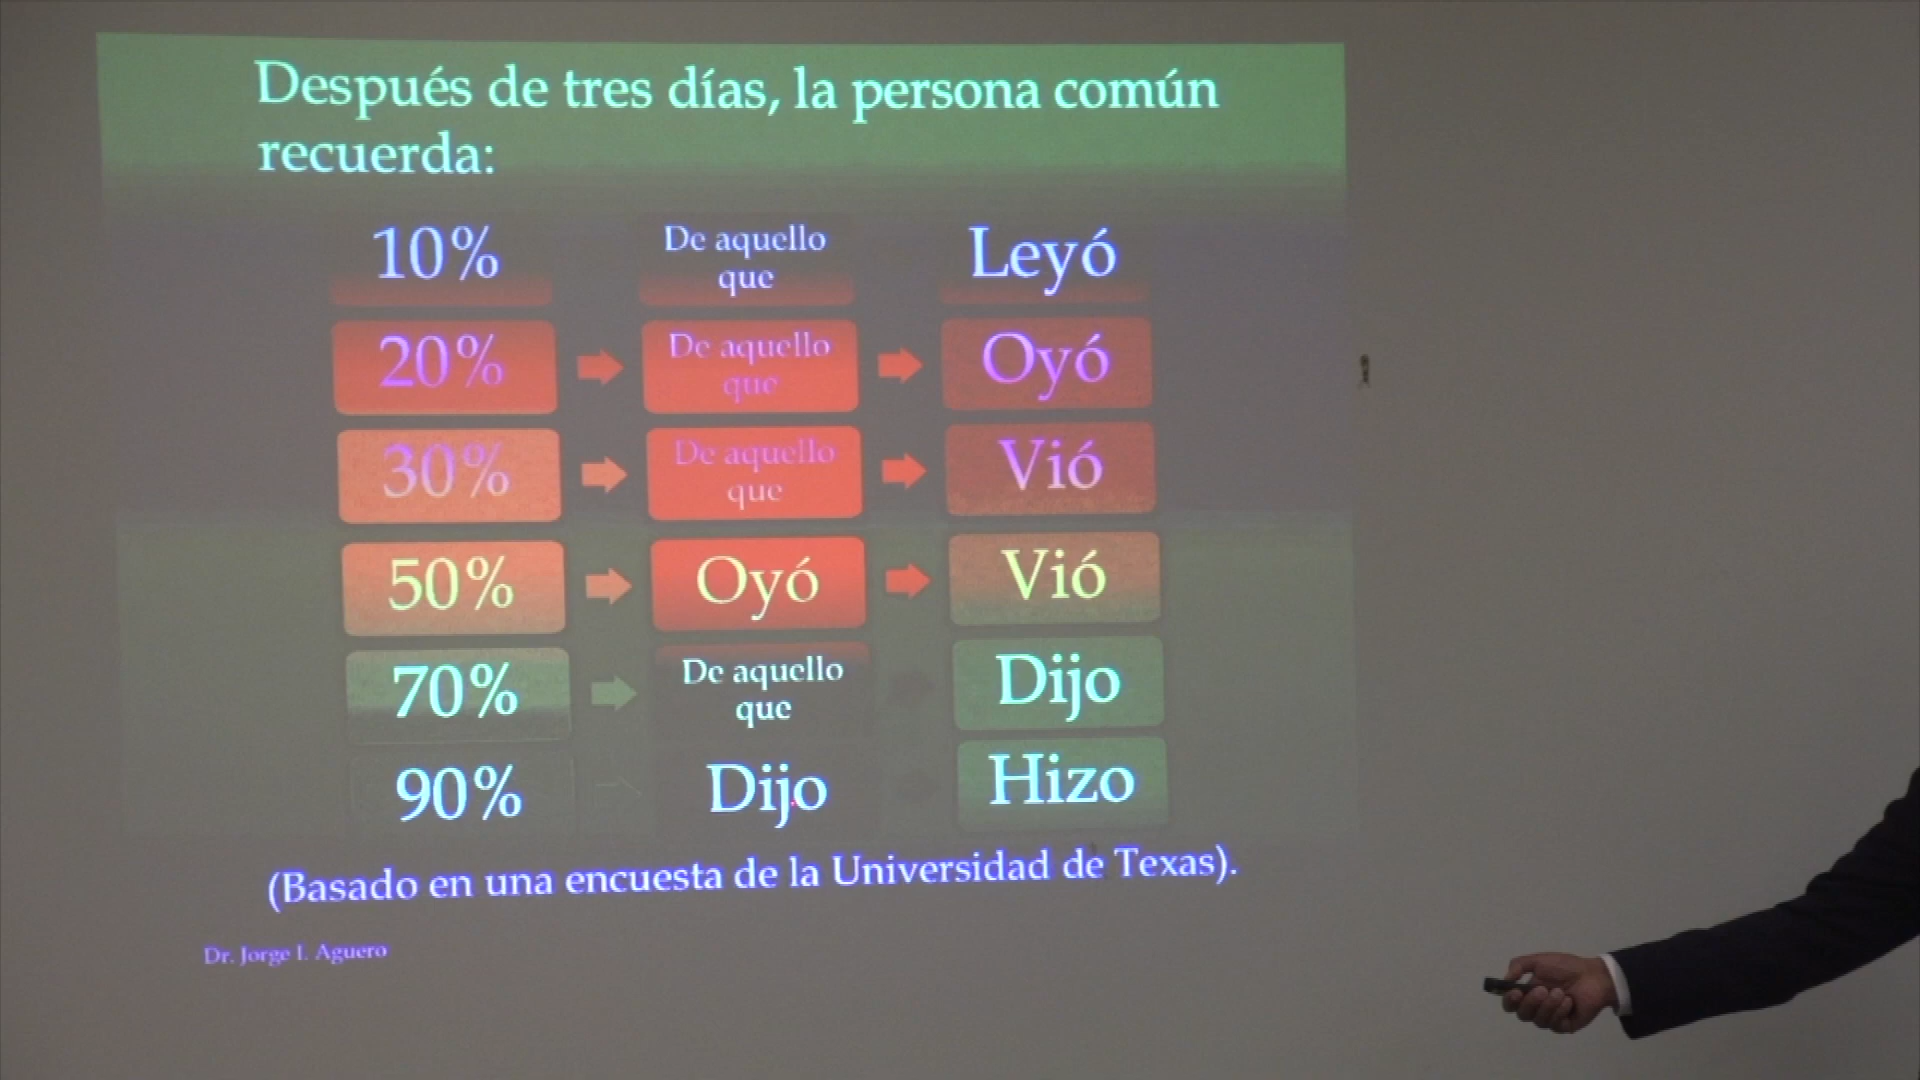 Después de tres días, la persona común
recuerda:
10% De aquello que Leyó
20% De aquello que Oyó
30% De aquello que Vió
50% Oyó Vió
70% De aquello que Dijo
90% Dijo Hizo
(Basado en una encuesta de la Universidad de Texas).
Dr. Jorge I. Aguero